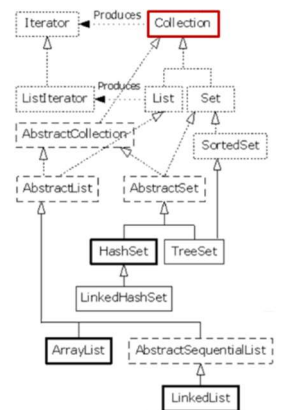 Produces
Iterator
Collection
Produces
ListIterator
List
Set
AbstractCollection
SortedSet
AbstractList
AbstractSet
HashSet
TreeSet
LinkedHashSet
ArrayList
AbstractSequentialList
LinkedList